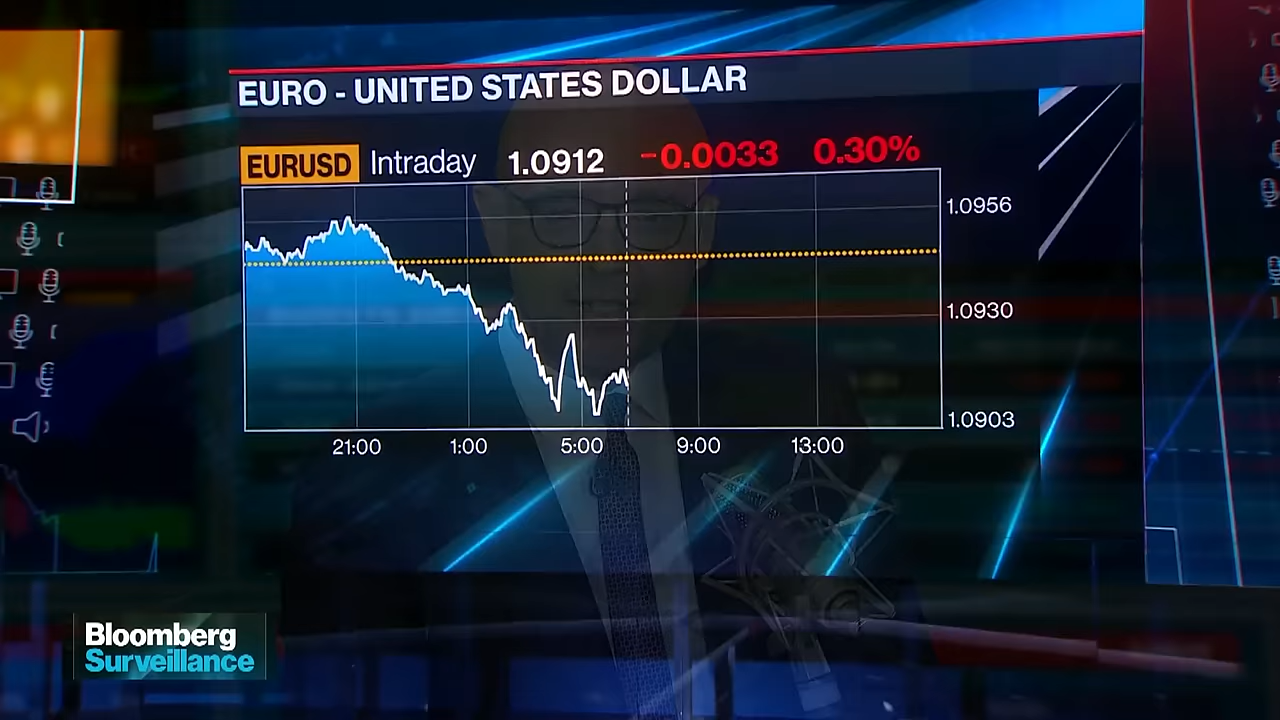 EURO - UNITED STATES DOLLAR
EURUSD Intraday 1.0912 -0.0033 0.30%
1.0956
1.0930
1.0903
21:00 1:00 5:00 9:00 13:00
Bloomberg
Surveillance